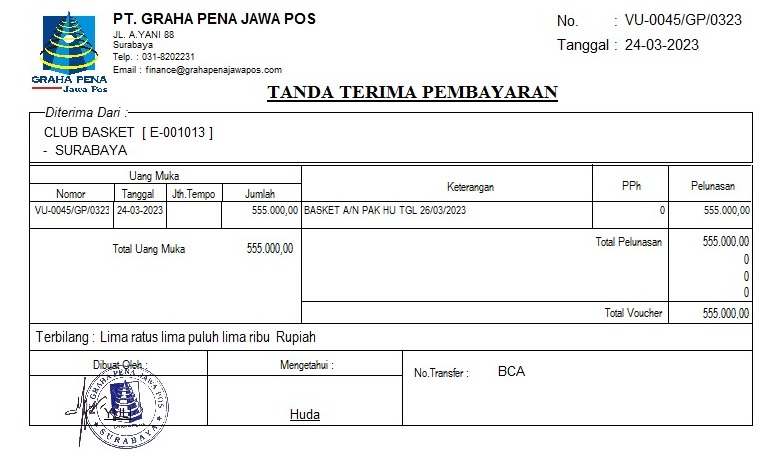 PT. GRAHA PENA JAWA POS
JL. A.YANI 88
Surabaya
Telp. : 031-8202231
Email : finance@grahapenajawapos.com
GRAHA PENA
Jawa Pos
No. : VU-0045/GP/0323
Tanggal : 24-03-2023
TANDA TERIMA PEMBAYARAN
Diterima Dari :
CLUB BASKET [ E-001013 ]
- SURABAYA
Uang Muka Keterangan PPh Pelunasan
Nomor Tanggal Jth.Tempo Jumlah
VU-0045/GP/0323 24-03-2023 555.000,00 BASKET A/N PAK HU TGL 26/03/2023 0 555.000,00
Total Uang Muka 555.000,00 Total Pelunasan 555.000,00
0
0
0
Total Voucher 555.000,00
Terbilang : Lima ratus lima puluh lima ribu Rupiah
Dibuat Oleh : Mengetahui : No.Transfer : BCA
PT. GRAHA PENA JAWA POS
SURABAYA
YULI Huda